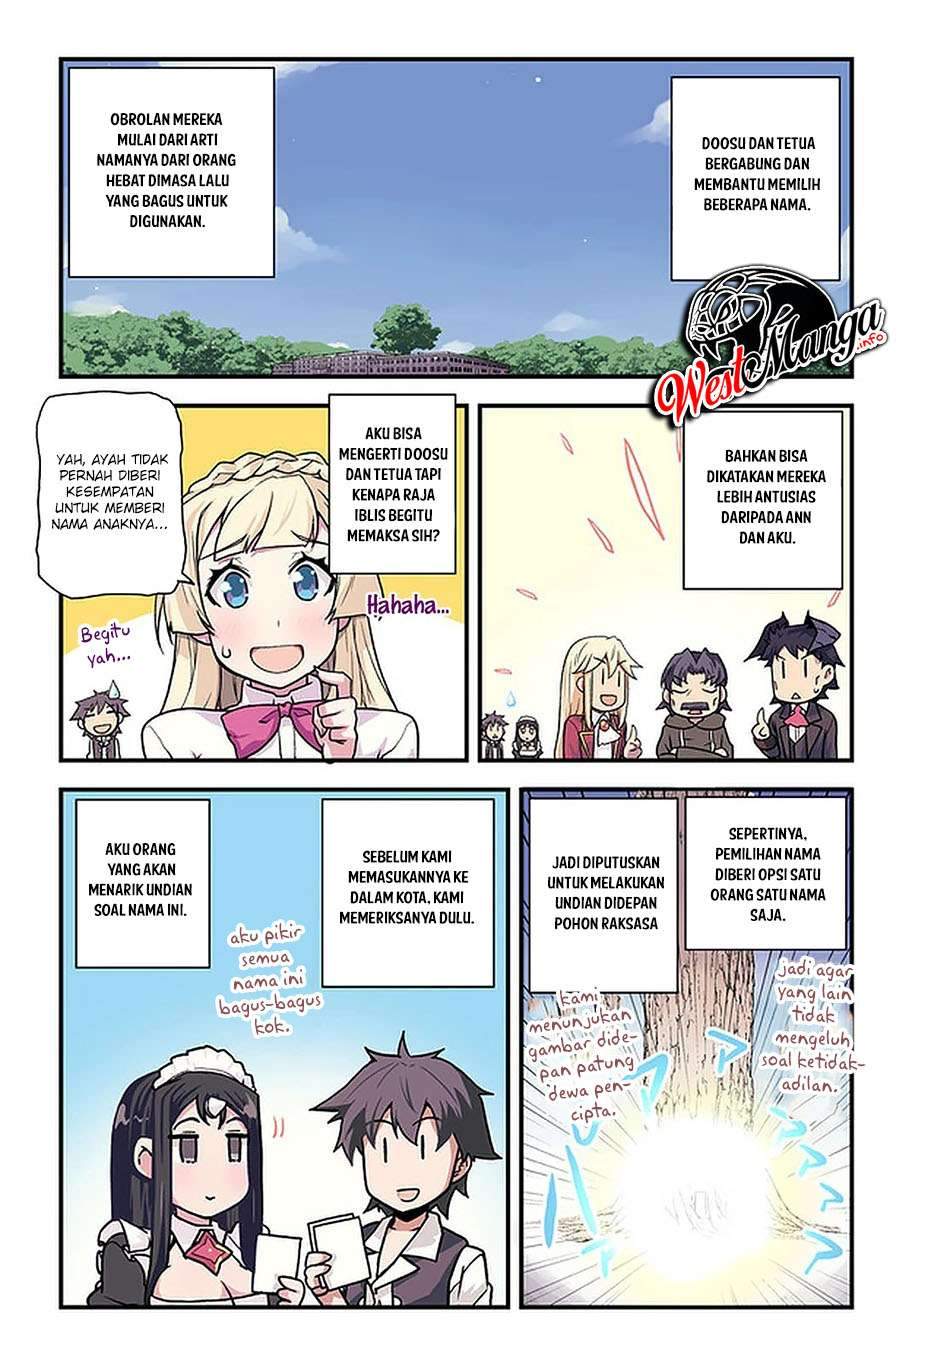 DOOSU DAN TETUA
BERGABUNG DAN
MEMBANTU MEMILIH
BEBERAPA NAMA.
OBROLAN MEREKA
MULAI DARI ARTI
NAMANYA DARI ORANG
HEBAT DIMASA LALU
YANG BAGUS UNTUK
DIGUNAKAN.
WestManga
.info
BAHKAN BISA
DIKATAKAN MEREKA
LEBIH ANTUSIAS
DARIPADA ANN
DAN AKU.
AKU BISA
MENGERTI DOOSU
DAN TETUA TAPI
KENAPA RAJA
IBLIS BEGITU
MEMAKSA SIH?
YAH, AYAH TIDAK
PERNAH DIBERI
KESEMPATAN
UNTUK MEMBERI
NAMA ANAKNYA...
Hahaha...
Begitu
yah...
SEPERTINYA,
PEMILIHAN NAMA
DIBERI OPSI SATU
ORANG SATU NAMA
SAJA.
jadi agar
yang lain
tidak
mengeluh
soal ketidak-
adilan.
JADI DIPUTUSKAN
UNTUK MELAKUKAN
UNDIAN DIDEPAN
POHON RAKSASA
kami
menunjukan
gambar dide-
pan patung
dewa pen-
cipta.
SEBELUM KAMI
MEMASUKANNYA KE
DALAM KOTA, KAMI
MEMERIKSANYA DULU.
aku pikir
semua
nama ini
bagus-bagus
kok.
AKU ORANG
YANG AKAN
MENARIK UNDIAN
SOAL NAMA INI.